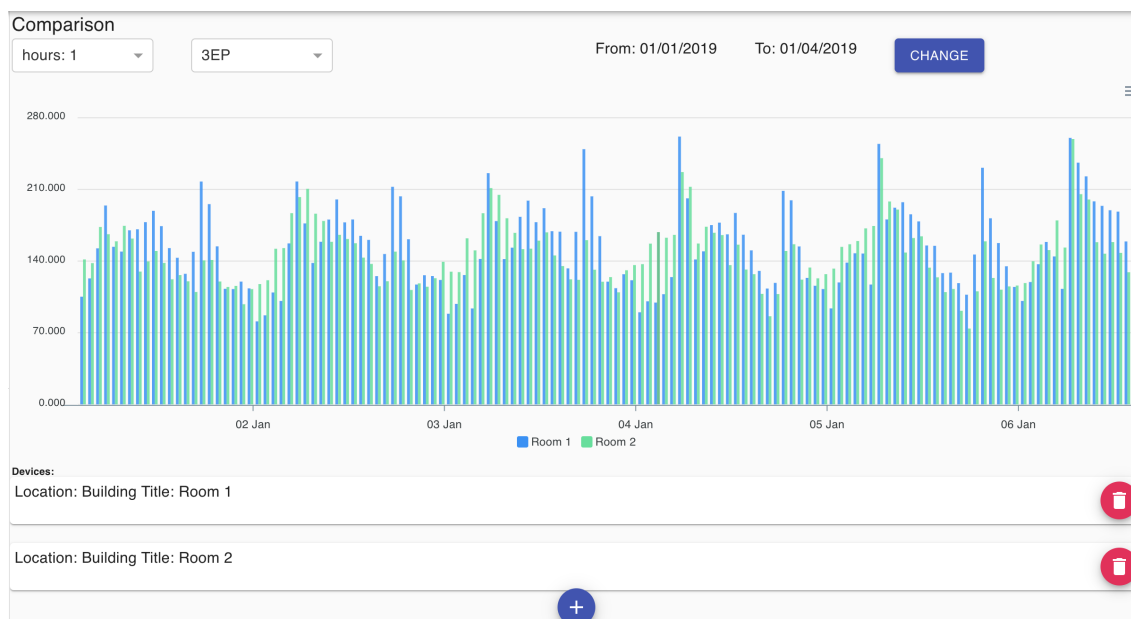 Comparison
hours: 1 3EP From: 01/01/2019 To: 01/04/2019 CHANGE
280.000
210.000
140.000
70.000
0.000
02 Jan 03 Jan 04 Jan 05 Jan 06 Jan
Room 1 Room 2
Devices:
Location: Building Title: Room 1
Location: Building Title: Room 2
+